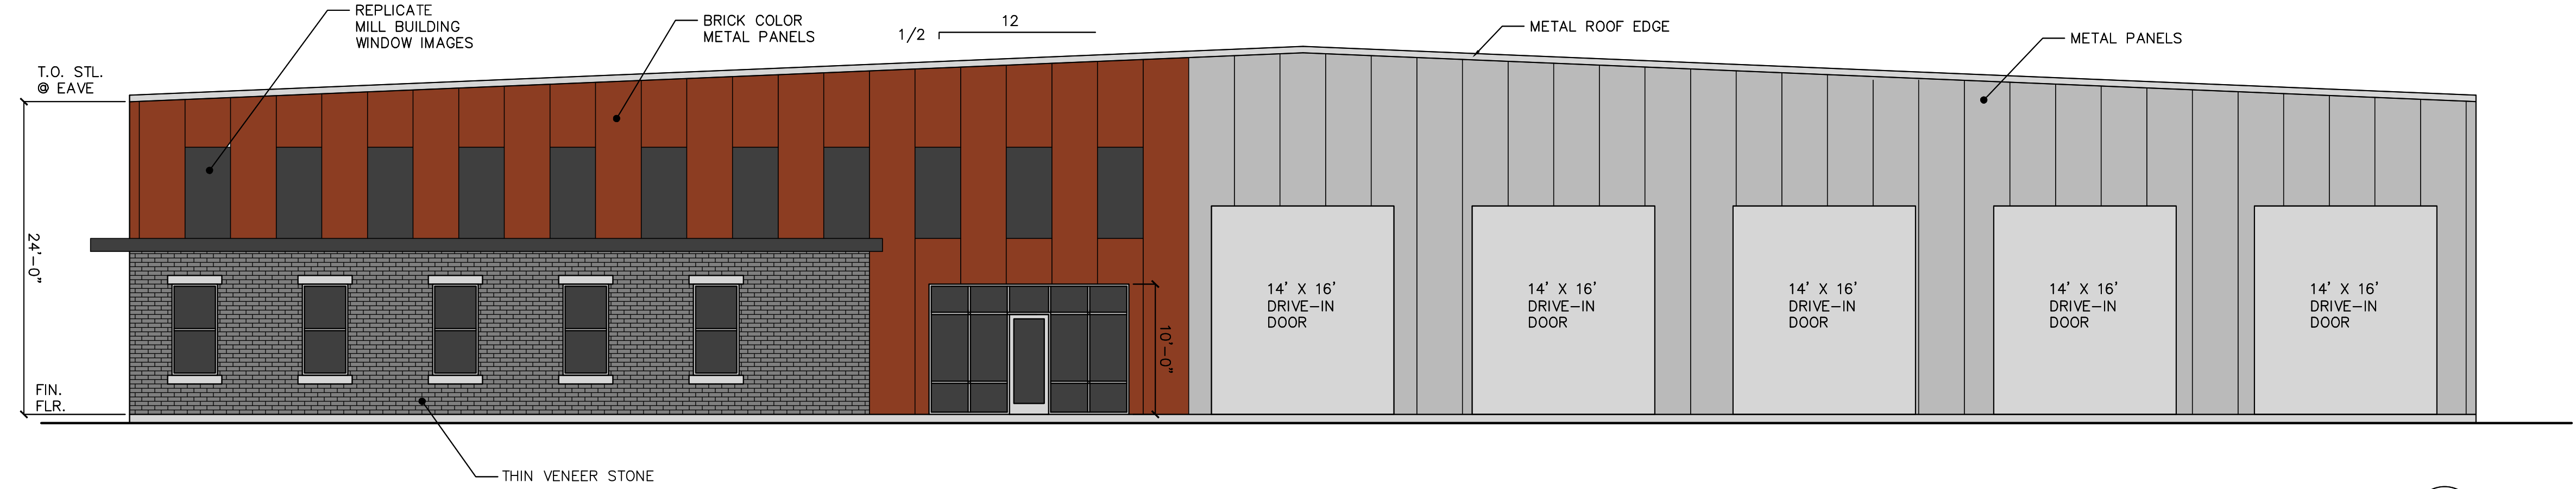 REPLICATE
MILL BUILDING
WINDOW IMAGES
BRICK COLOR
METAL PANELS
12
1/2
METAL ROOF EDGE
METAL PANELS
T.O. STL.
@ EAVE
24'-0"
FIN.
FLR.
10'-0"
14' X 16'
DRIVE-IN
DOOR
14' X 16'
DRIVE-IN
DOOR
14' X 16'
DRIVE-IN
DOOR
14' X 16'
DRIVE-IN
DOOR
14' X 16'
DRIVE-IN
DOOR
THIN VENEER STONE